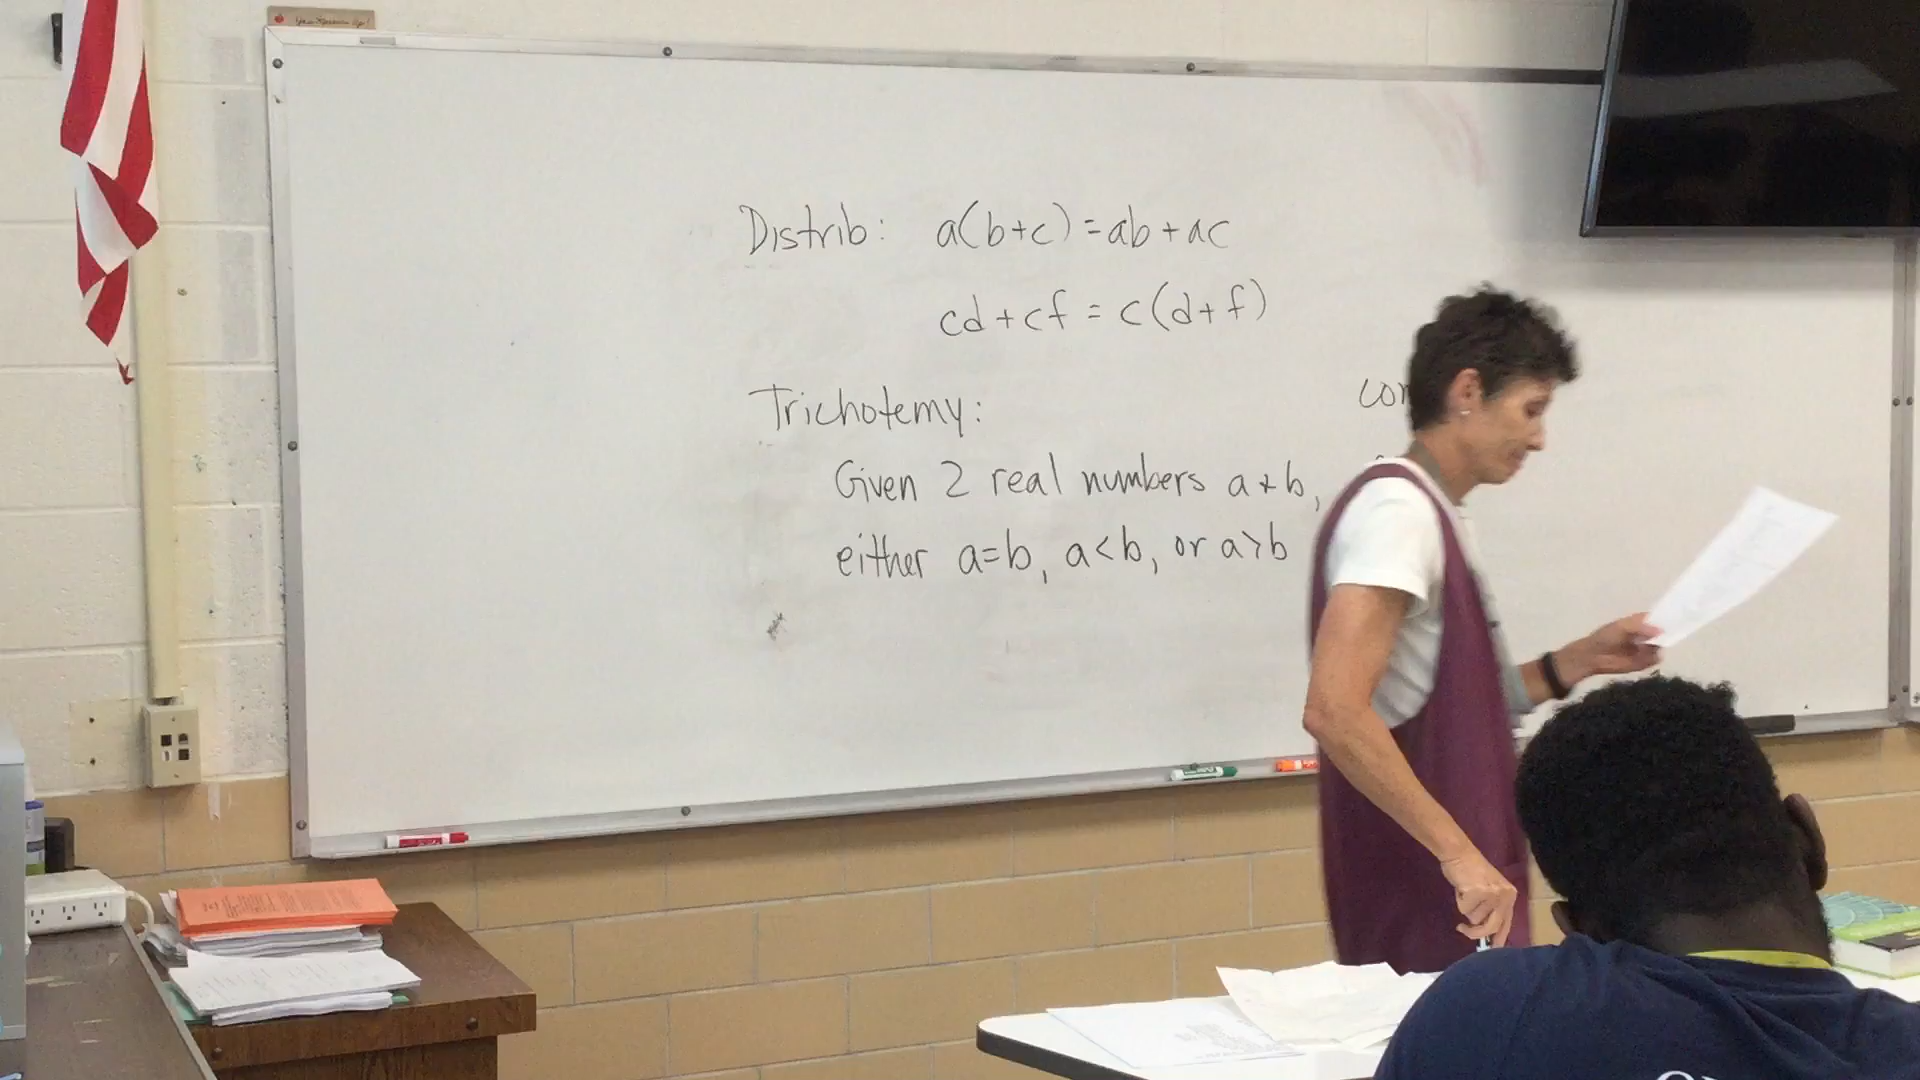 Distrib: a(b+c)=ab+ac
cd+cf = c(d+f)
Trichotemy:
Given 2 real numbers a + b,
either a=b, a<b, or a>b